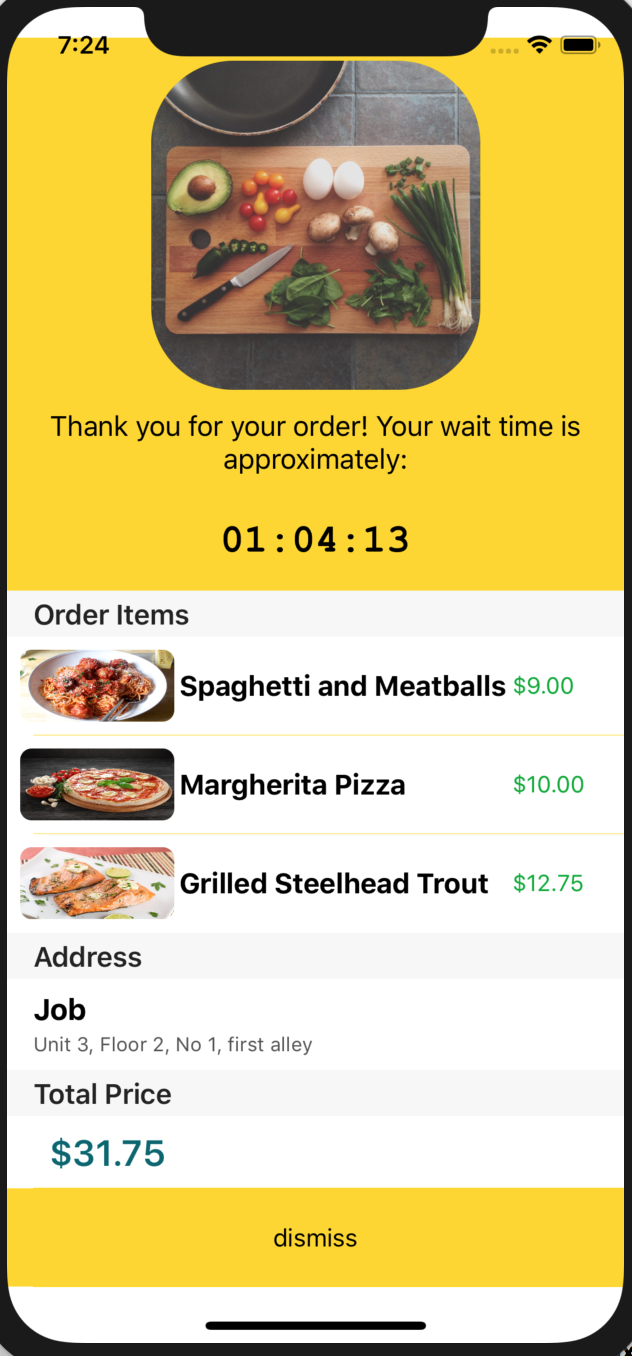 7:24
Thank you for your order! Your wait time is
approximately:
01:04:13
Order Items
Spaghetti and Meatballs $9.00
Margherita Pizza $10.00
Grilled Steelhead Trout $12.75
Address
Job
Unit 3, Floor 2, No 1, first alley
Total Price
$31.75
dismiss